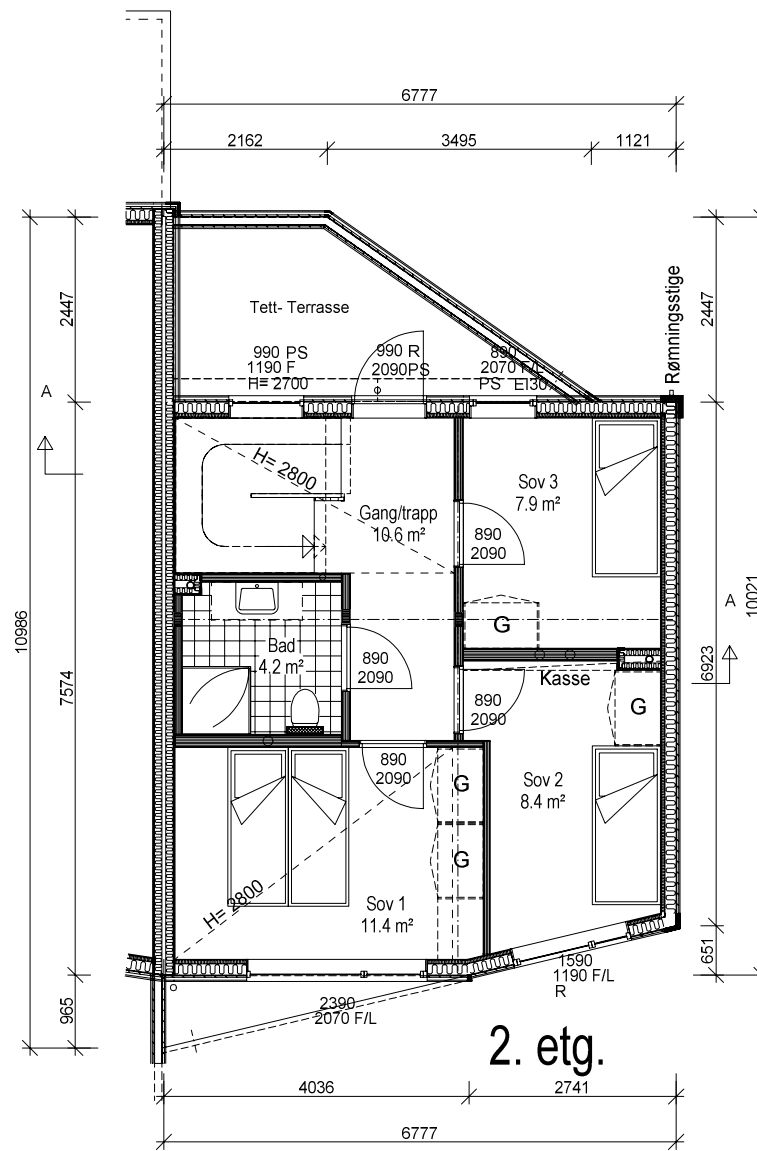 6777
2162
3495
1121
2447
2447
Rømningsstige
Tett- Terrasse
990 PS
1190 F
H= 2700
990 R
2090PS
890
2070 F/L
PS EI30
A
H= 2800
Gang/trapp
10.6 m²
Sov 3
7.9 m²
890
2090
G
10986
7574
10021
6923
A
Bad
4.2 m²
890
2090
Kasse
890
2090
G
890
2090
G
G
Sov 2
8.4 m²
H= 2800
Sov 1
11.4 m²
651
965
2390
2070 F/L
1590
1190 F/L
R
2. etg.
4036
2741
6777